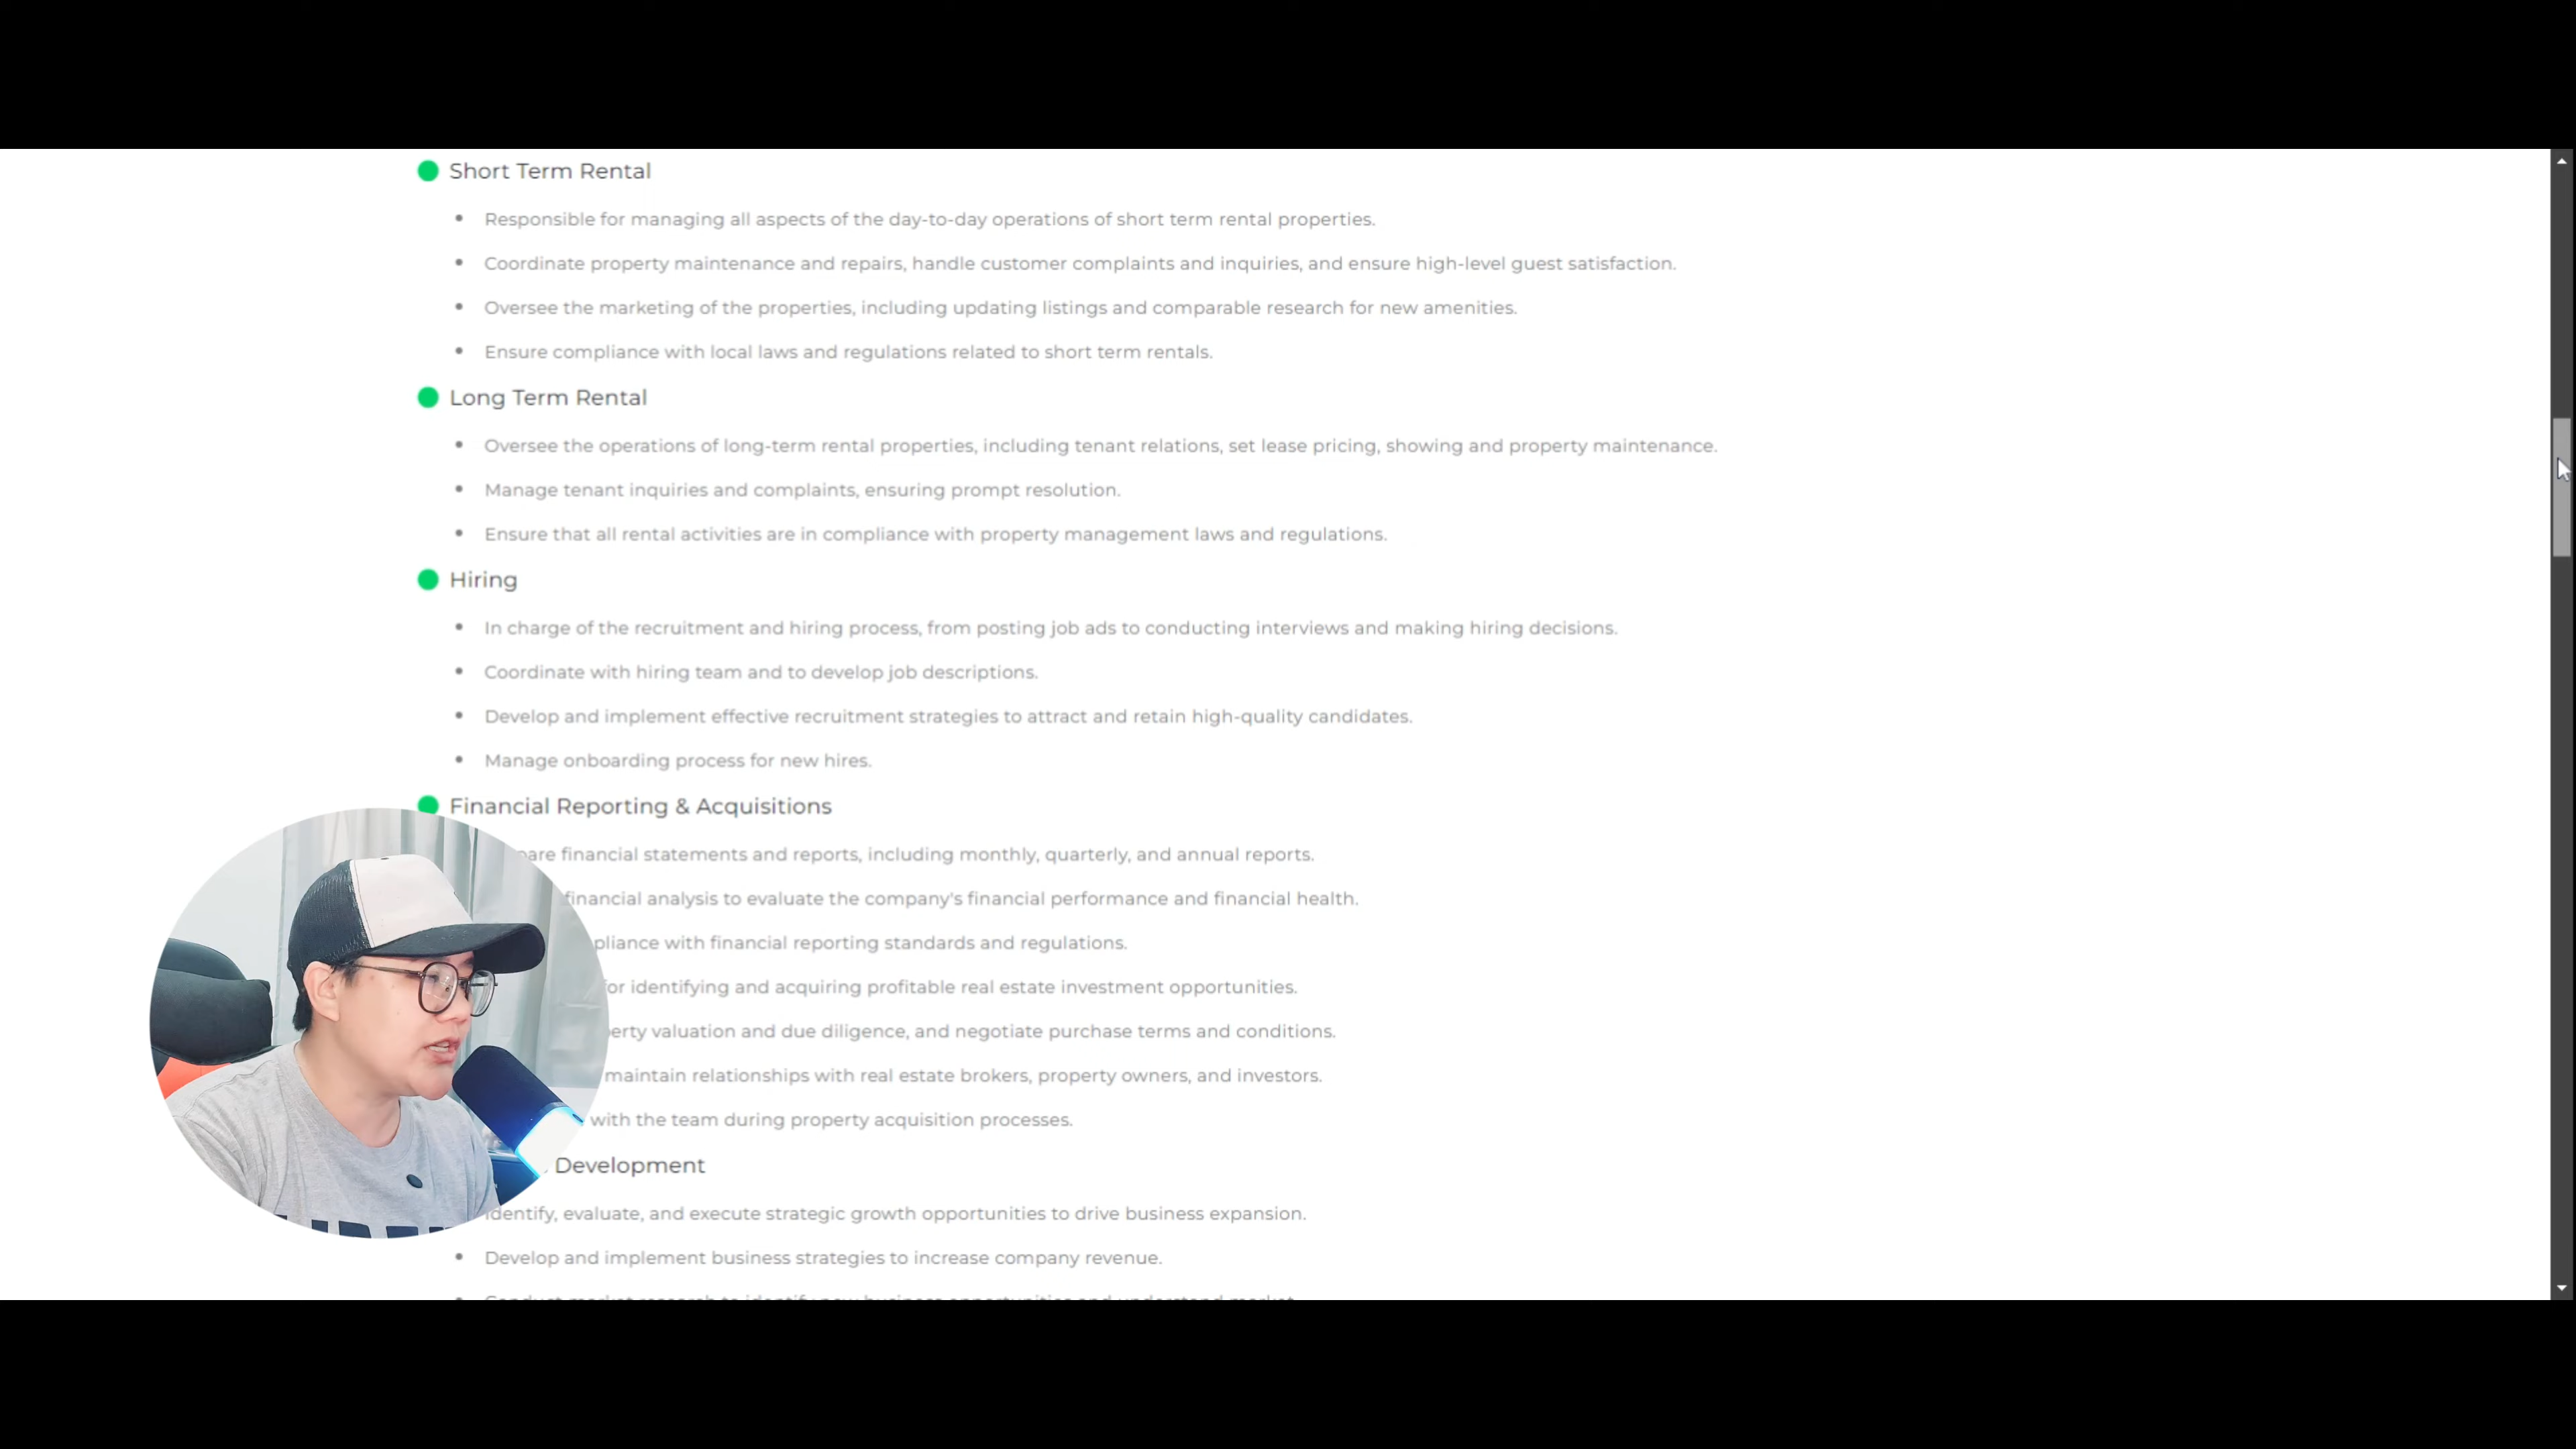 Short Term Rental
Responsible for managing all aspects of the day-to-day operations of short term rental properties.
Coordinate property maintenance and repairs, handle customer complaints and inquiries, and ensure high-level guest satisfaction.
Oversee the marketing of the properties, including updating listings and comparable research for new amenities.
Ensure compliance with local laws and regulations related to short term rentals.
Long Term Rental
Oversee the operations of long-term rental properties, including tenant relations, set lease pricing, showing and property maintenance.
Manage tenant inquiries and complaints, ensuring prompt resolution.
Ensure that all rental activities are in compliance with property management laws and regulations.
Hiring
In charge of the recruitment and hiring process, from posting job ads to conducting interviews and making hiring decisions.
Coordinate with hiring team and to develop job descriptions.
Develop and implement effective recruitment strategies to attract and retain high-quality candidates.
Manage onboarding process for new hires.
Financial Reporting & Acquisitions
financial statements and reports, including monthly, quarterly, and annual reports.
financial analysis to evaluate the company's financial performance and financial health.
with financial reporting standards and regulations.
for identifying and acquiring profitable real estate investment opportunities.
valuation and due diligence, and negotiate purchase terms and conditions.
maintain relationships with real estate brokers, property owners, and investors.
with the team during property acquisition processes.
Development
Identify, evaluate, and execute strategic growth opportunities to drive business expansion.
Develop and implement business strategies to increase company revenue.
Conduct market research to identify new business opportunities and understand market